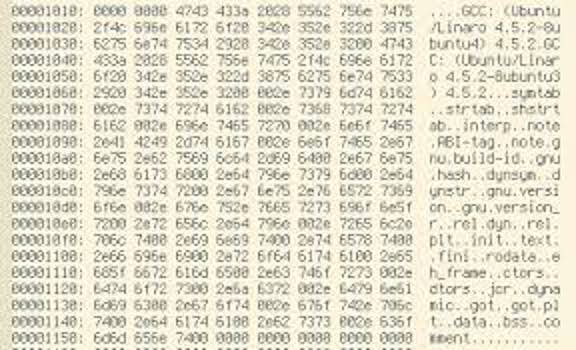 00001010: 0000 0000 4743 433a 2028 5562 756e 7475 ....GCC: (Ubuntu
00001020: 2f4c 696e 6172 6f20 342e 352e 322d 3875 /Linaro 4.5.2-8u
00001030: 6275 6e74 7534 2920 342e 352e 3200 4743 buntu4) 4.5.2.GC
00001040: 433a 2028 5562 756e 7475 2f4c 696e 6172 C: (Ubuntu/Linar
00001050: 6f20 342e 352e 322d 3875 6275 6e74 7533 o 4.5.2-8ubuntu3
00001060: 2920 342e 352e 3200 002e 7379 6d74 6162 ) 4.5.2...symtab
00001070: 002e 7374 7274 6162 002e 7368 7374 7274 ..strtab..shstrt
00001080: 6162 002e 696e 7465 7270 002e 6e6f 7465 ab..interp..note
00001090: 2e41 4249 2d74 6167 002e 6e6f 7465 2e67 .ABI-tag..note.g
000010a0: 6e75 2e62 7569 6c64 2d69 6400 2e67 6e75 nu.build-id..gnu
000010b0: 2e68 6173 6800 2e64 796e 7379 6d00 2e64 .hash..dynsym..d
000010c0: 796e 7374 7200 2e67 6e75 2e76 6572 7369 ynstr..gnu.versi
000010d0: 6f6e 002e 676e 752e 7665 7273 696f 6e5f on..gnu.version_
000010e0: 7200 2e72 656c 2e64 796e 002e 7265 6c2e r..rel.dyn..rel.
000010f0: 706c 7400 2e69 6e69 7400 2e74 6578 7400 plt..init..text.
00001100: 2e66 696e 6900 2e72 6f64 6174 6100 2e65 .fini..rodata..e
00001110: 685f 6672 616d 6500 2e63 746f 7273 002e h_frame..ctors..
00001120: 6474 6f72 7300 2e6a 6372 002e 6479 6e61 dtors..jcr..dyna
00001130: 6d69 6300 2e67 6f74 002e 676f 742e 706c mic..got..got.pl
00001140: 7400 2e64 6174 6100 2e62 7373 002e 636f t..data..bss..co
00001150: 6d6d 656e 7400 0000 0000 0000 0000 0000 mment...........